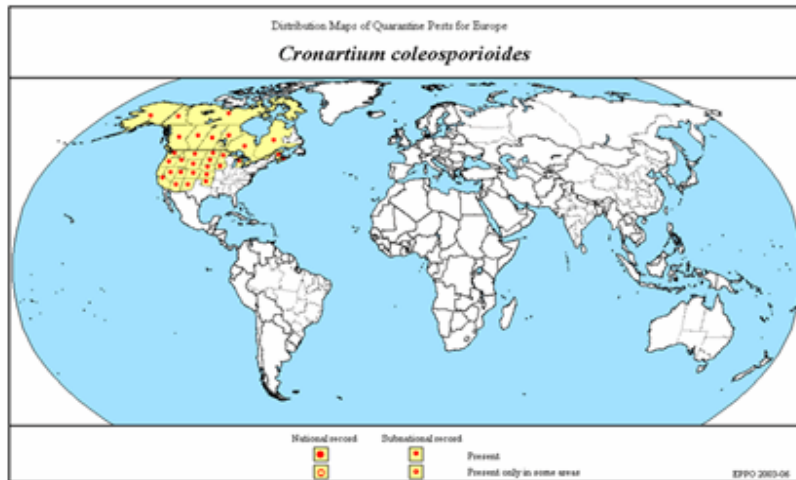 Distribution Maps of Quarantine Pests for Europe
Cronartium coleosporioides
National record
Subnational record
Present
Present only in some areas
EPPO 2003-06